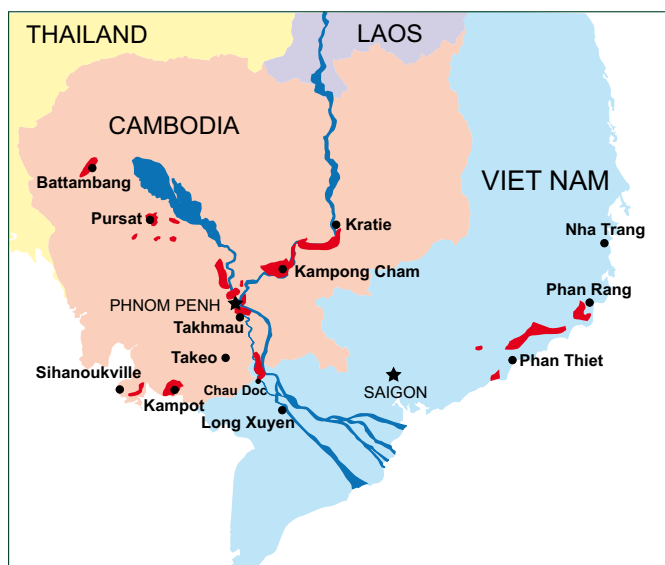 THAILAND
LAOS
CAMBODIA
VIET NAM
Battambang
Pursat
Kratie
Nha Trang
Kampong Cham
Phan Rang
PHNOM PENH
Takhmau
Takeo
Phan Thiet
Sihanoukville
Chau Doc
SAIGON
Kampot
Long Xuyen